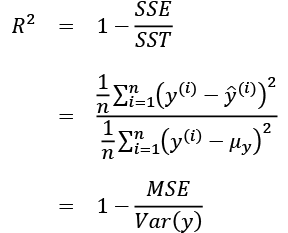 R² = 1 − SSE/SST
= (1/n ∑ᵢ₌₁ⁿ (y⁽ⁱ⁾ − ŷ⁽ⁱ⁾)²) / (1/n ∑ᵢ₌₁ⁿ (y⁽ⁱ⁾ − μ_y)²)
= 1 − MSE/Var(y)